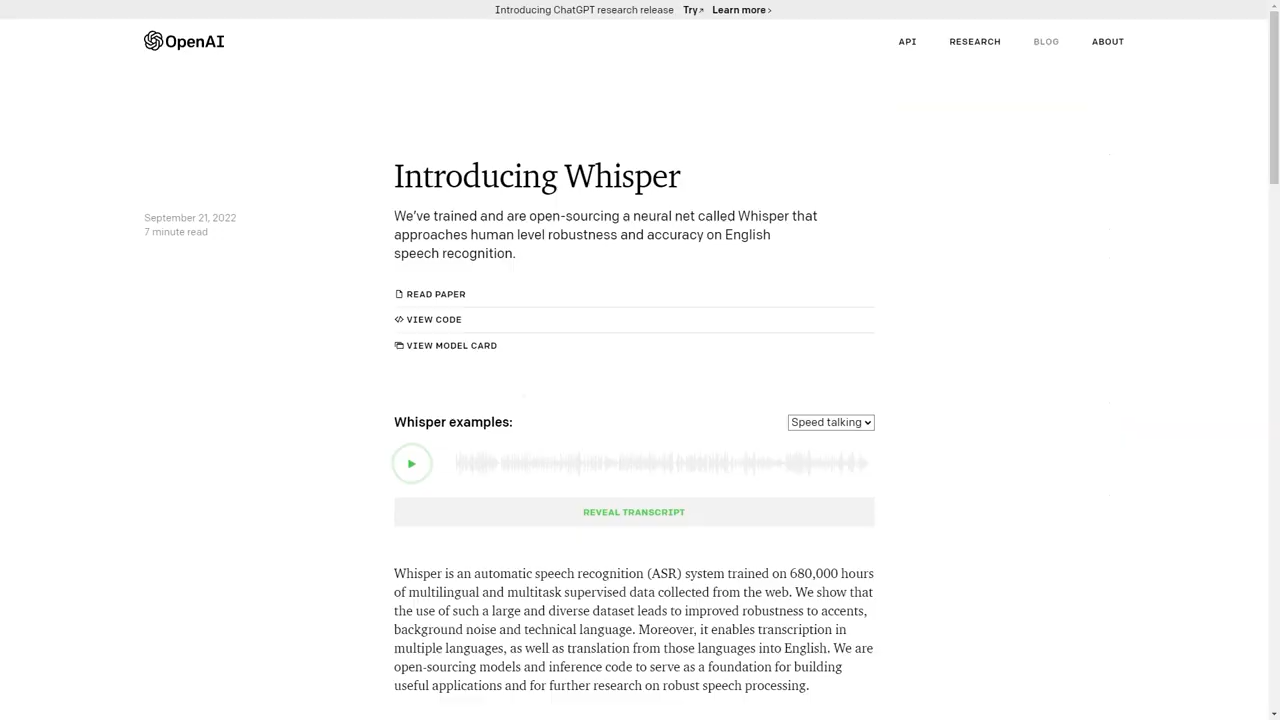 Introducing ChatGPT research release Try↗ Learn more >
OpenAI
API RESEARCH BLOG ABOUT
Introducing Whisper
September 21, 2022
7 minute read
We’ve trained and are open-sourcing a neural net called Whisper that
approaches human level robustness and accuracy on English
speech recognition.
READ PAPER
VIEW CODE
VIEW MODEL CARD
Whisper examples:
Speed talking
REVEAL TRANSCRIPT
Whisper is an automatic speech recognition (ASR) system trained on 680,000 hours
of multilingual and multitask supervised data collected from the web. We show that
the use of such a large and diverse dataset leads to improved robustness to accents,
background noise and technical language. Moreover, it enables transcription in
multiple languages, as well as translation from those languages into English. We are
open-sourcing models and inference code to serve as a foundation for building
useful applications and for further research on robust speech processing.